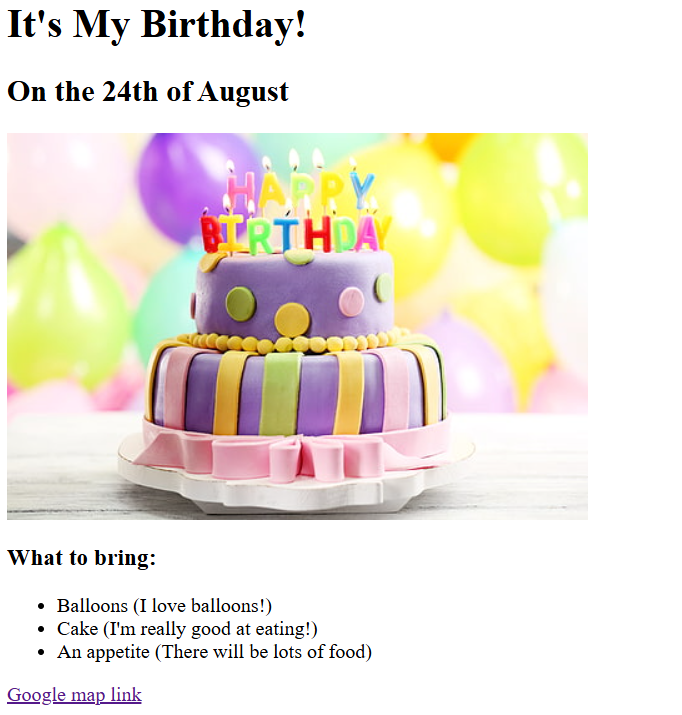 It's My Birthday!
On the 24th of August
HAPPY
BIRTHDAY
What to bring:
Balloons (I love balloons!)
Cake (I'm really good at eating!)
An appetite (There will be lots of food)
Google map link